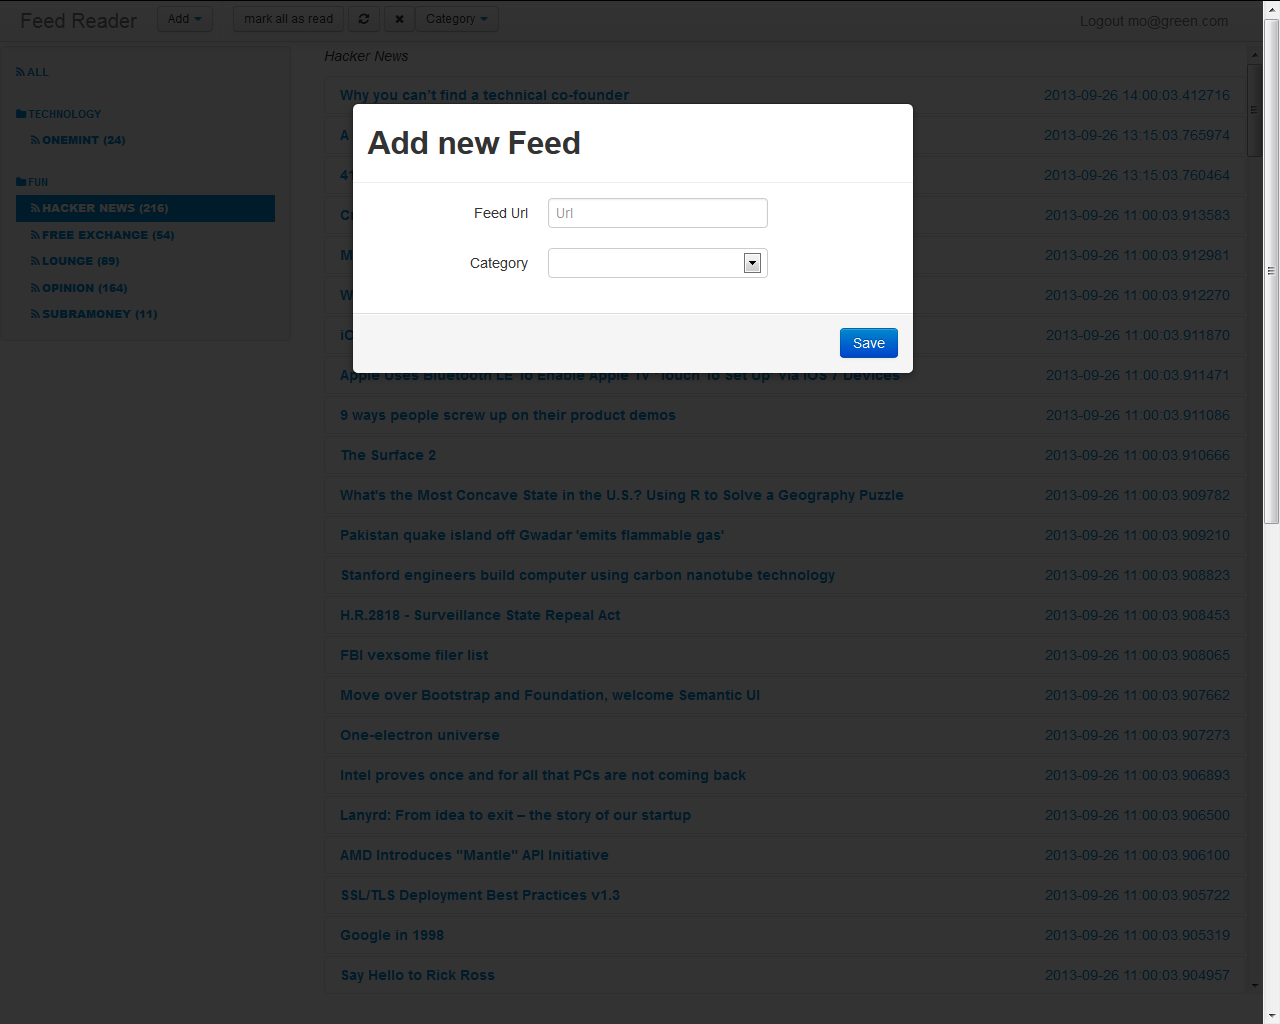 Feed Reader Add mark all as read Category Logout mo@green.com
ALL
TECHNOLOGY
ONEMINT (24)
FUN
HACKER NEWS (216)
FREE EXCHANGE (54)
LOUNGE (89)
OPINION (164)
SUBRAMONEY (11)
Hacker News
Why you can't find a technical co-founder 2013-09-26 14:00:03.412716
Add new Feed
Feed Url Url
Category
Save
A 2013-09-26 13:15:03.765974
41 2013-09-26 13:15:03.760464
2013-09-26 11:00:03.913583
M 2013-09-26 11:00:03.912981
W 2013-09-26 11:00:03.912270
iO 2013-09-26 11:00:03.911870
Apple Uses Bluetooth LE To Enable Apple TV 'Touch To Set Up' Via iOS 7 Devices 2013-09-26 11:00:03.911471
9 ways people screw up on their product demos 2013-09-26 11:00:03.911086
The Surface 2 2013-09-26 11:00:03.910666
What's the Most Concave State in the U.S.? Using R to Solve a Geography Puzzle 2013-09-26 11:00:03.909782
Pakistan quake island off Gwadar 'emits flammable gas' 2013-09-26 11:00:03.909210
Stanford engineers build computer using carbon nanotube technology 2013-09-26 11:00:03.908823
H.R.2818 - Surveillance State Repeal Act 2013-09-26 11:00:03.908453
FBI vexsome filer list 2013-09-26 11:00:03.908065
Move over Bootstrap and Foundation, welcome Semantic UI 2013-09-26 11:00:03.907662
One-electron universe 2013-09-26 11:00:03.907273
Intel proves once and for all that PCs are not coming back 2013-09-26 11:00:03.906893
Lanyrd: From idea to exit – the story of our startup 2013-09-26 11:00:03.906500
AMD Introduces "Mantle" API Initiative 2013-09-26 11:00:03.906100
SSL/TLS Deployment Best Practices v1.3 2013-09-26 11:00:03.905722
Google in 1998 2013-09-26 11:00:03.905319
Say Hello to Rick Ross 2013-09-26 11:00:03.904957